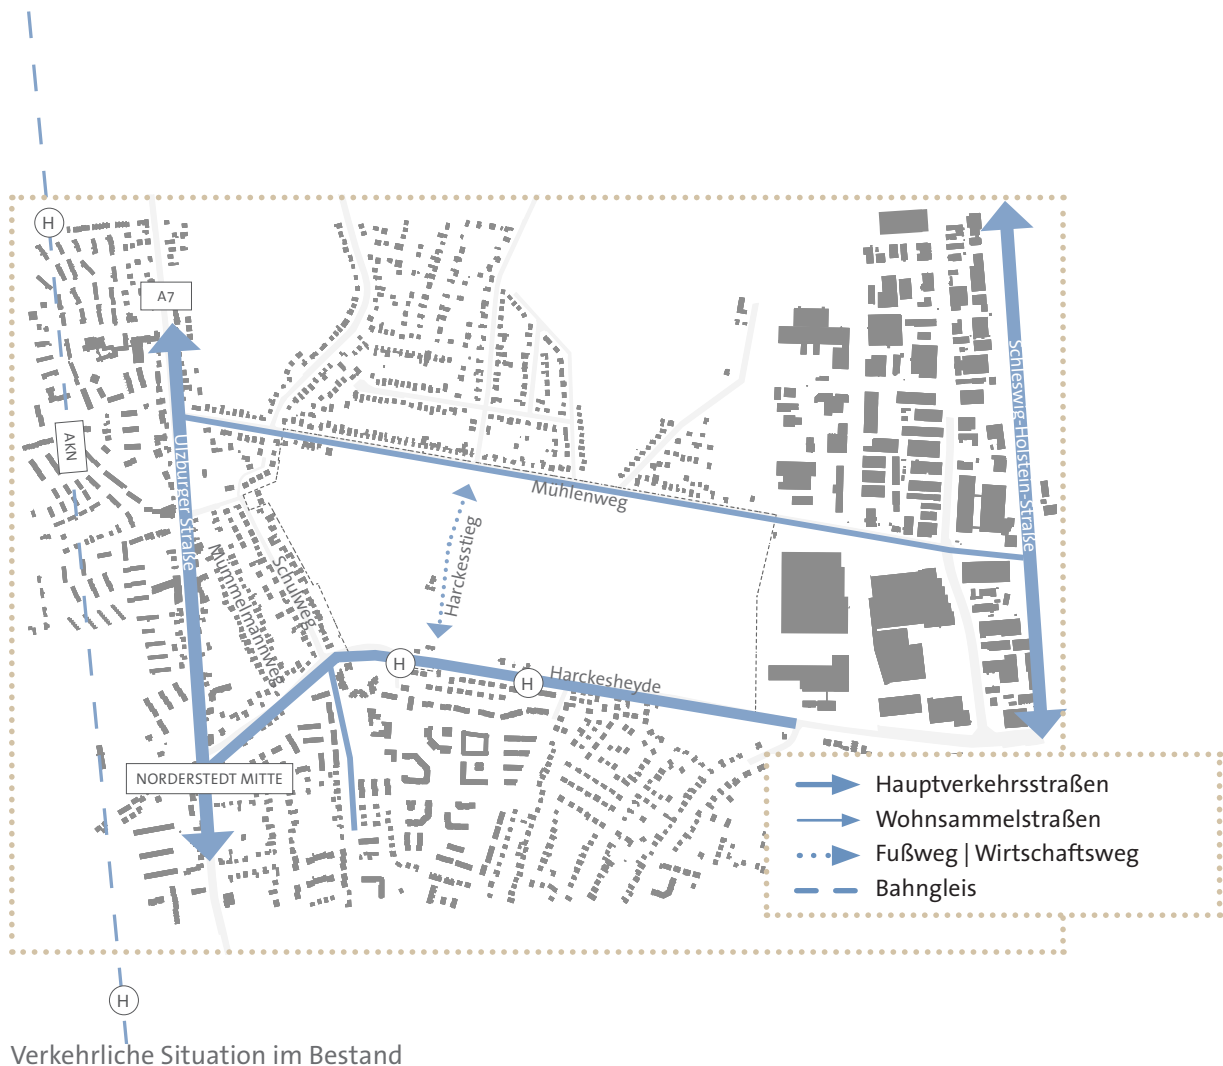 H
A7
AKN
Ulzburger Straße
Schleswig-Holstein-Straße
Mühlenweg
Harckesstieg
Schulweg
Mümmelmannweg
H
H
Harckesheyde
NORDERSTEDT MITTE
Hauptverkehrsstraßen
Wohnsammelstraßen
Fußweg | Wirtschaftsweg
Bahngleis
H
Verkehrliche Situation im Bestand